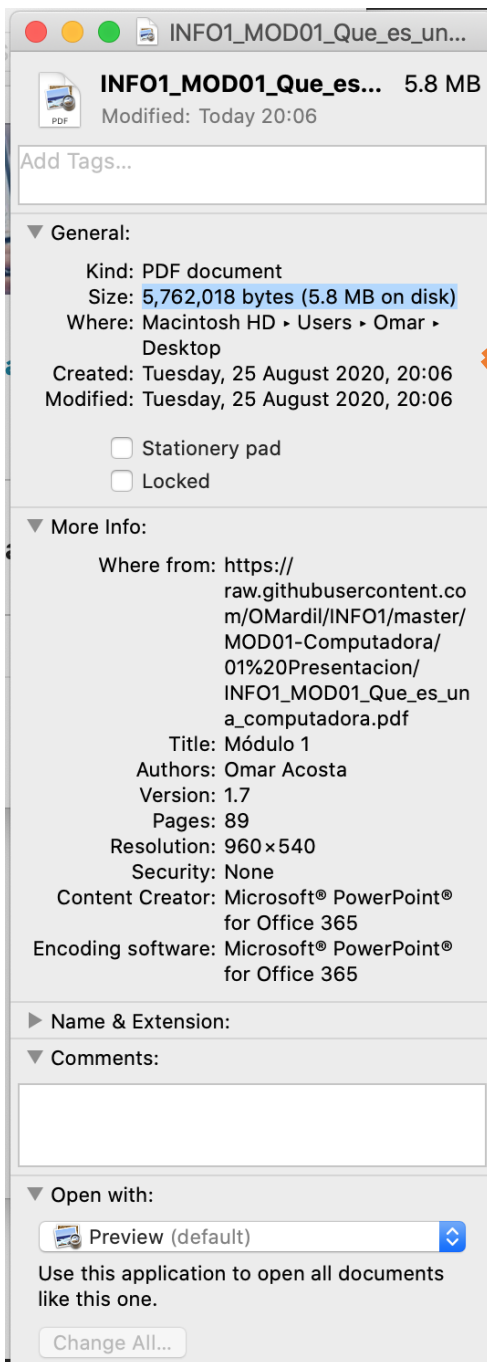 INFO1_MOD01_Que_es_un...
INFO1_MOD01_Que_es... 5.8 MB
PDF
Modified: Today 20:06
Add Tags...
General:
Kind: PDF document
Size: 5,762,018 bytes (5.8 MB on disk)
Where: Macintosh HD ▸ Users ▸ Omar ▸
Desktop
Created: Tuesday, 25 August 2020, 20:06
Modified: Tuesday, 25 August 2020, 20:06
Stationery pad
Locked
More Info:
Where from: https://
raw.githubusercontent.co
m/OMardil/INFO1/master/
MOD01-Computadora/
01%20Presentacion/
INFO1_MOD01_Que_es_un
a_computadora.pdf
Title: Módulo 1
Authors: Omar Acosta
Version: 1.7
Pages: 89
Resolution: 960×540
Security: None
Content Creator: Microsoft® PowerPoint®
for Office 365
Encoding software: Microsoft® PowerPoint®
for Office 365
Name & Extension:
Comments:
Open with:
Preview (default)
Use this application to open all documents
like this one.
Change All...